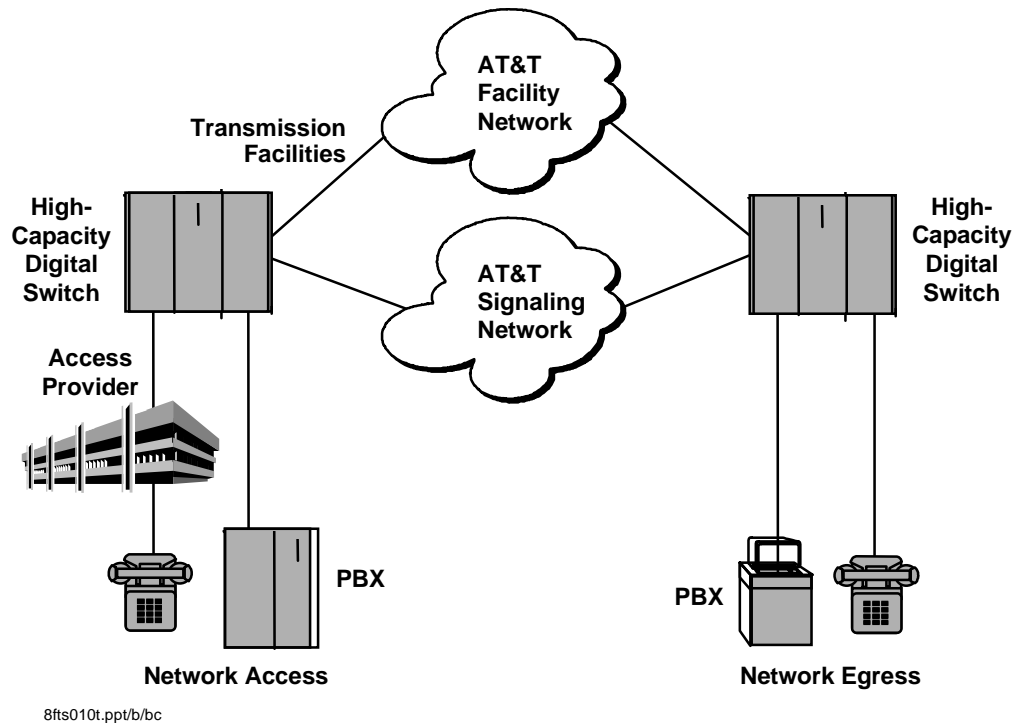 AT&T
Facility
Network
Transmission
Facilities
High-
Capacity
Digital
Switch
High-
Capacity
Digital
Switch
AT&T
Signaling
Network
Access
Provider
PBX
PBX
Network Access
Network Egress
8fts010t.ppt/b/bc